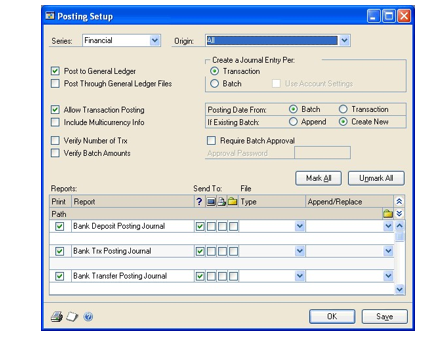 Posting Setup
Series: Financial Origin: All
Create a Journal Entry Per:
Post to General Ledger Transaction
Post Through General Ledger Files Batch Use Account Settings
Allow Transaction Posting Posting Date From: Batch Transaction
Include Multicurrency Info If Existing Batch: Append Create New
Verify Number of Trx Require Batch Approval
Verify Batch Amounts Approval Password
Mark All Unmark All
Reports: Send To: File
Print Report ? Type Append/Replace
Path
Bank Deposit Posting Journal
Bank Trx Posting Journal
Bank Transfer Posting Journal
OK Save